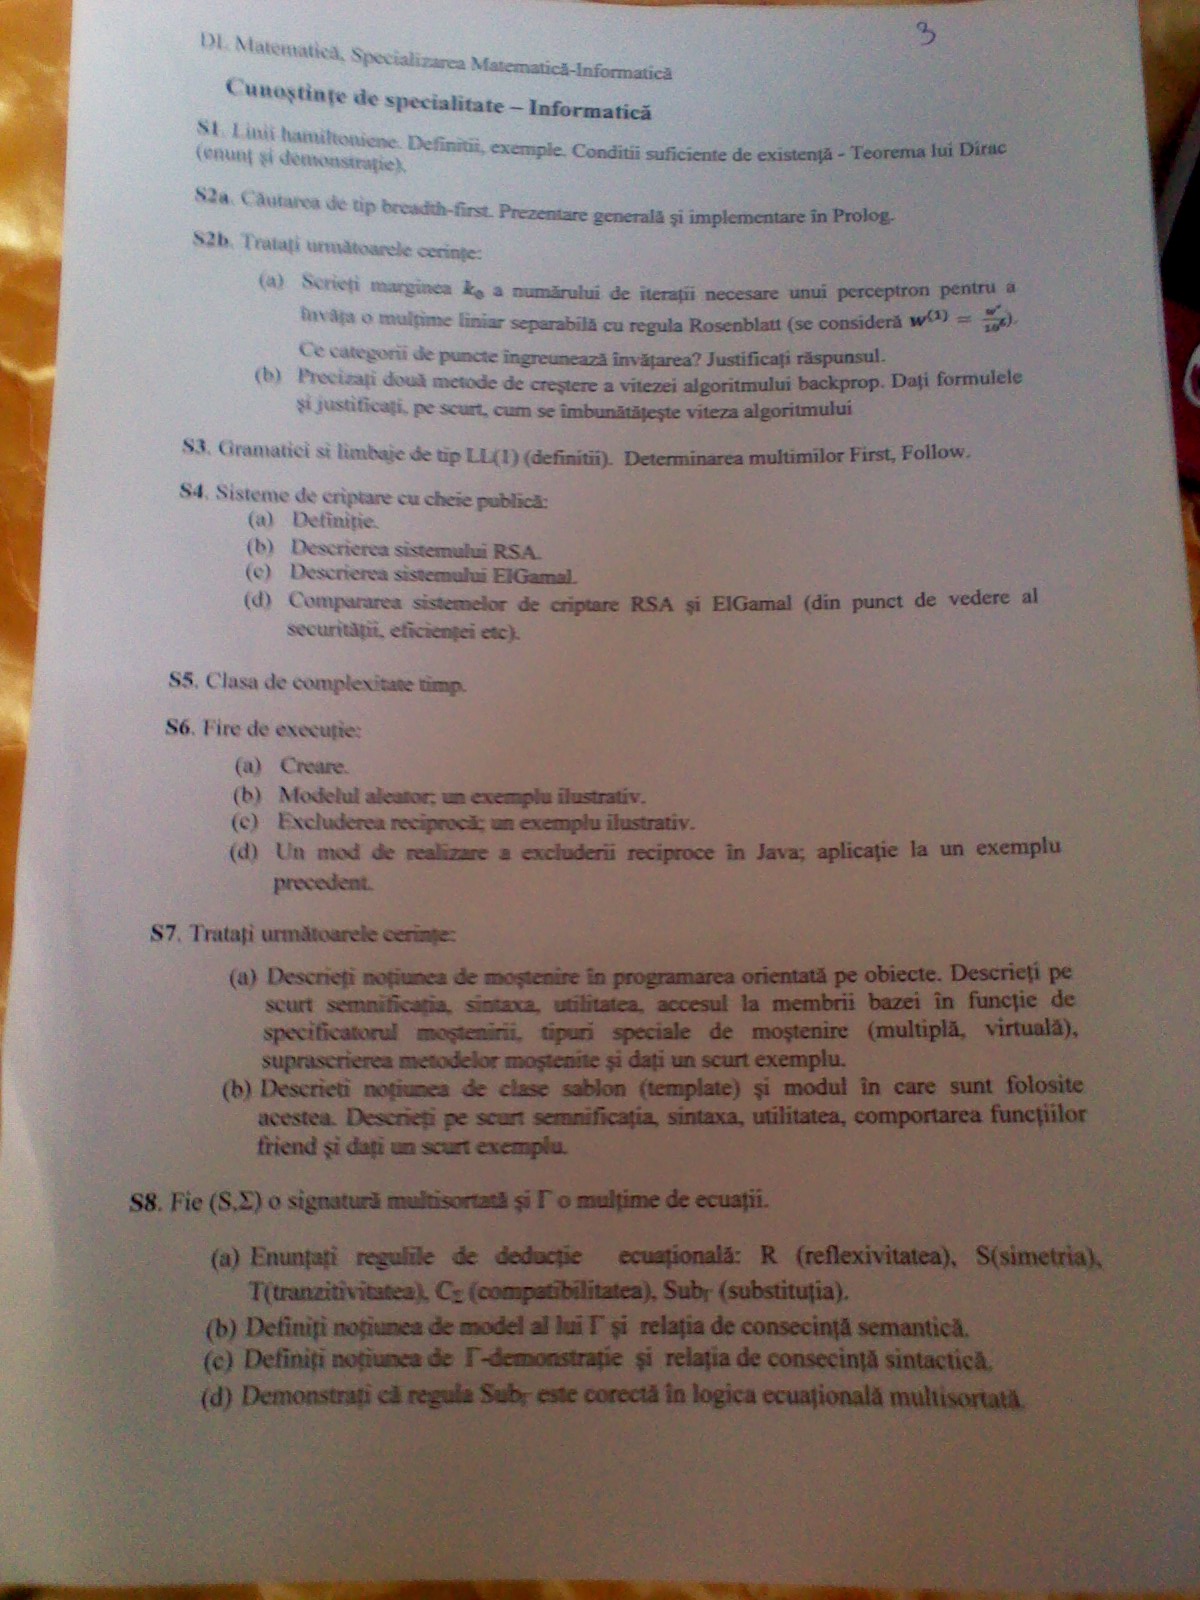 3
DL. Matematică, Specializarea Matematică-Informatică
Cunoştinţe de specialitate – Informatică
S1. Linii hamiltoniene. Definitii, exemple. Conditii suficiente de existenţă - Teorema lui Dirac
(enunţ şi demonstraţie).
S2a. Căutarea de tip breadth-first. Prezentare generală şi implementare în Prolog.
S2b. Trataţi următoarele cerinţe:
(a) Scrieţi marginea k₀ a numărului de iteraţii necesare unui perceptron pentru a
învăţa o mulţime liniar separabilă cu regula Rosenblatt (se consideră w⁽¹⁾ =
Ce categorii de puncte îngreunează învăţarea? Justificaţi răspunsul.
(b) Precizaţi două metode de creştere a vitezei algoritmului backprop. Daţi formulele
şi justificaţi, pe scurt, cum se îmbunătăţeşte viteza algoritmului
S3. Gramatici si limbaje de tip LL(1) (definitii). Determinarea multimilor First, Follow.
S4. Sisteme de criptare cu cheie publică:
(a) Definiţie.
(b) Descrierea sistemului RSA.
(c) Descrierea sistemului ElGamal.
(d) Compararea sistemelor de criptare RSA şi ElGamal (din punct de vedere al
securităţii, eficienţei etc).
S5. Clasa de complexitate timp.
S6. Fire de execuţie:
(a) Creare.
(b) Modelul aleator; un exemplu ilustrativ.
(c) Excluderea reciprocă; un exemplu ilustrativ.
(d) Un mod de realizare a excluderii reciproce în Java; aplicaţie la un exemplu
precedent.
S7. Trataţi următoarele cerinţe:
(a) Descrieţi noţiunea de moştenire în programarea orientată pe obiecte. Descrieţi pe
scurt semnificaţia, sintaxa, utilitatea, accesul la membrii bazei în funcţie de
specificatorul moştenirii, tipuri speciale de moştenire (multiplă, virtuală),
suprascrierea metodelor moştenite şi daţi un scurt exemplu.
(b) Descrieti noţiunea de clase sablon (template) şi modul în care sunt folosite
acestea. Descrieţi pe scurt semnificaţia, sintaxa, utilitatea, comportarea funcţiilor
friend şi daţi un scurt exemplu.
S8. Fie (S,Σ) o signatură multisortată şi Γ o mulţime de ecuaţii.
(a) Enunţaţi regulile de deducţie ecuaţională: R (reflexivitatea), S(simetria),
T(tranzitivitatea), C_Σ (compatibilitatea), Sub_Γ (substituţia).
(b) Definiţi noţiunea de model al lui Γ şi relaţia de consecinţă semantică.
(c) Definiţi noţiunea de Γ-demonstraţie şi relaţia de consecinţă sintactică.
(d) Demonstraţi că regula Sub_Γ este corectă în logica ecuaţională multisortată.